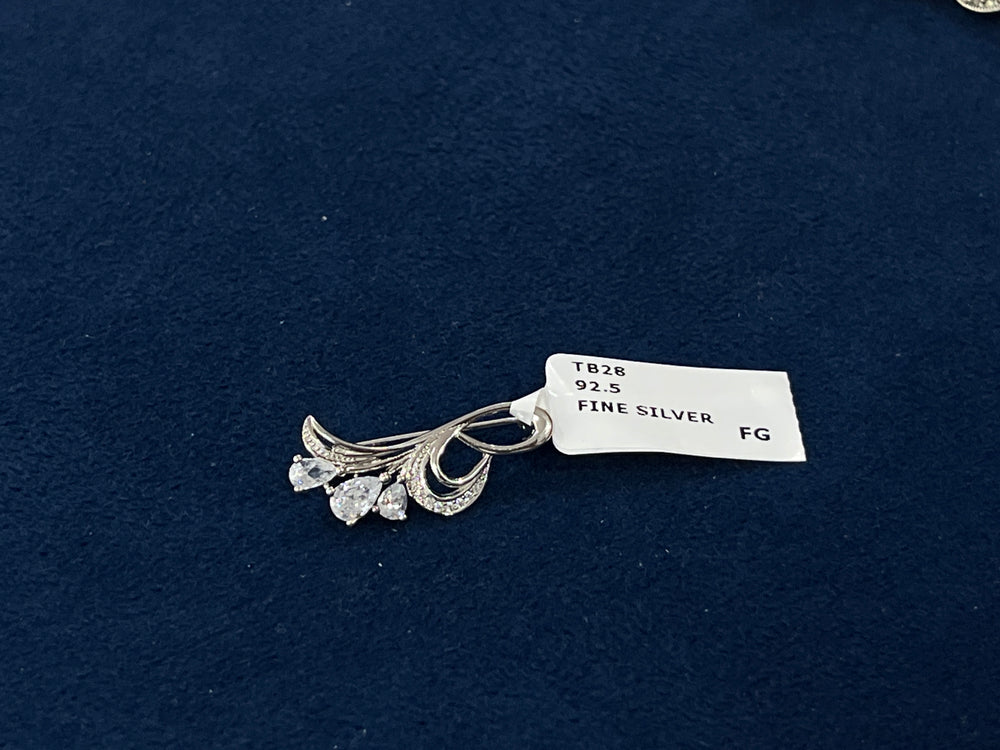 TB28
92.5
FINE SILVER
FG